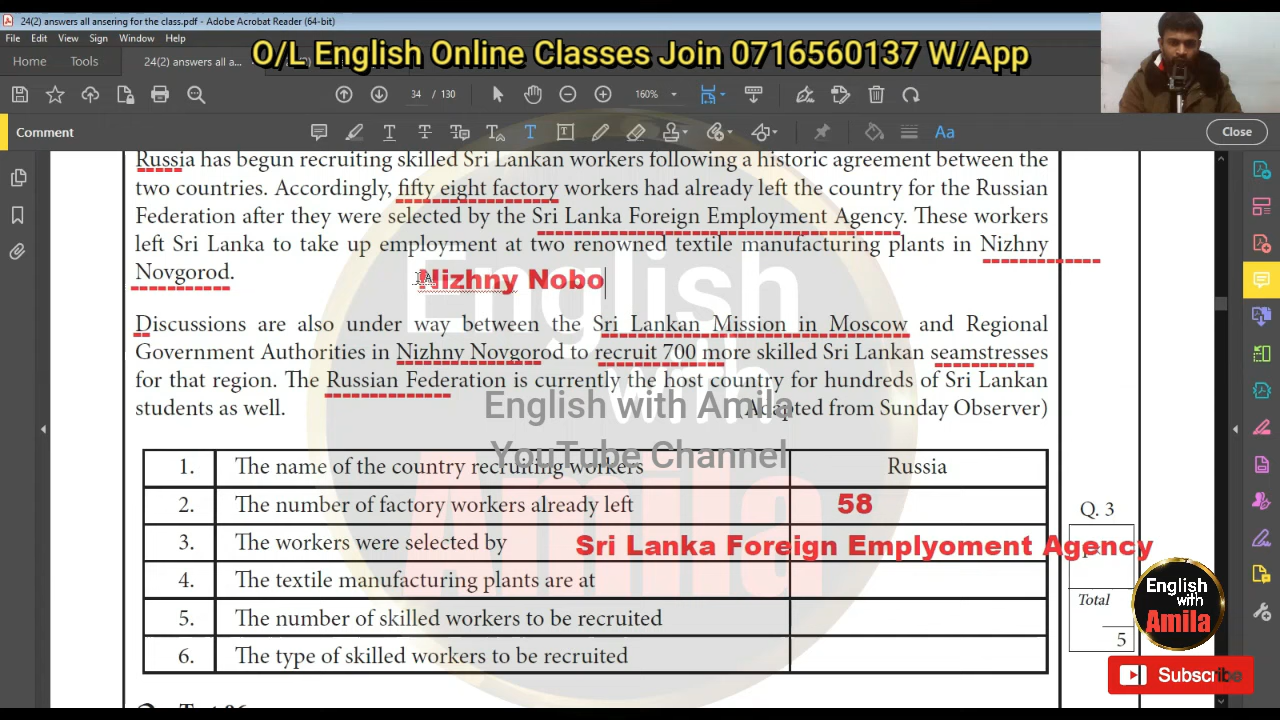 24(2) answers all ansering for the class.pdf - Adobe Acrobat Reader (64-bit)
File Edit View Sign Window Help
O/L English Online Classes Join 0716560137 W/App
Home Tools 24(2) answers all a...
34 / 130 160%
Comment
Close
Russia has begun recruiting skilled Sri Lankan workers following a historic agreement between the
two countries. Accordingly, fifty eight factory workers had already left the country for the Russian
Federation after they were selected by the Sri Lanka Foreign Employment Agency. These workers
left Sri Lanka to take up employment at two renowned textile manufacturing plants in Nizhny
Novgorod.
Nizhny Nobo
Discussions are also under way between the Sri Lankan Mission in Moscow and Regional
Government Authorities in Nizhny Novgorod to recruit 700 more skilled Sri Lankan seamstresses
for that region. The Russian Federation is currently the host country for hundreds of Sri Lankan
students as well.
Adapted from Sunday Observer)
English with Amila
YouTube Channel
English
with
Amila
1. The name of the country recruiting workers Russia
2. The number of factory workers already left 58
3. The workers were selected by Sri Lanka Foreign Emplyoment Agency
4. The textile manufacturing plants are at
5. The number of skilled workers to be recruited
6. The type of skilled workers to be recruited
Q. 3
Total
5
English
with
Amila
Subscribe